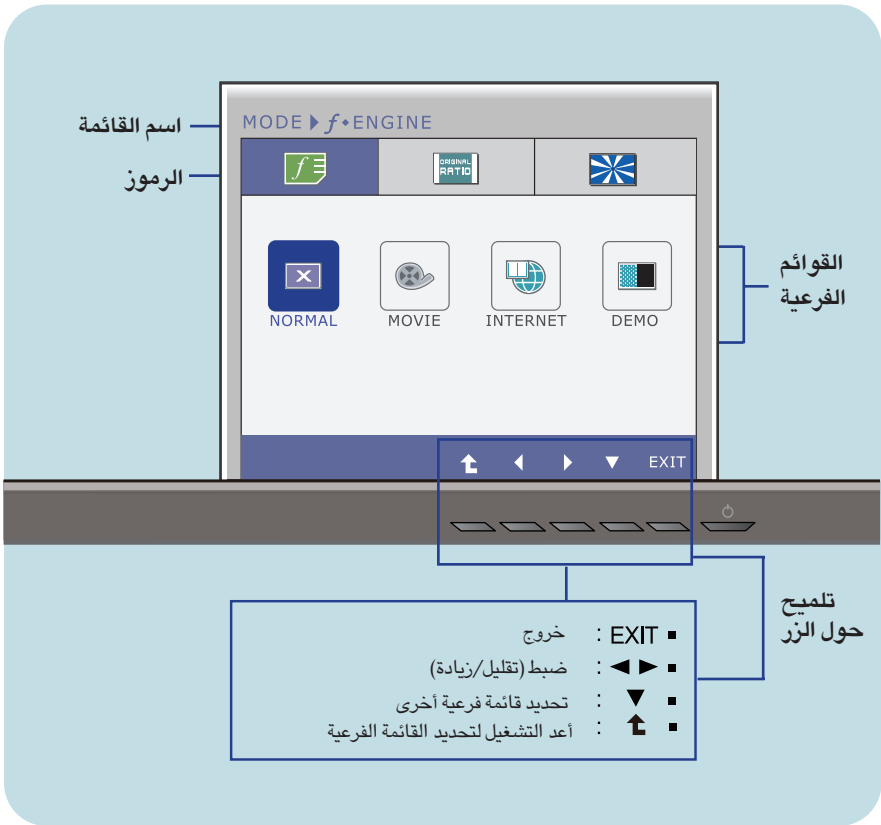 اسم القائمة
MODE ▶ f◆ENGINE
الرموز
f
ORIGINAL
RATIO
القوائم
الفرعية
NORMAL MOVIE INTERNET DEMO
EXIT
تلميح
حول الزر
▪ EXIT : خروج
▪ ◀ ▶ : ضبط (تقليل/زيادة)
▪ ▼ : تحديد قائمة فرعية أخرى
▪ : أعد التشغيل لتحديد القائمة الفرعية